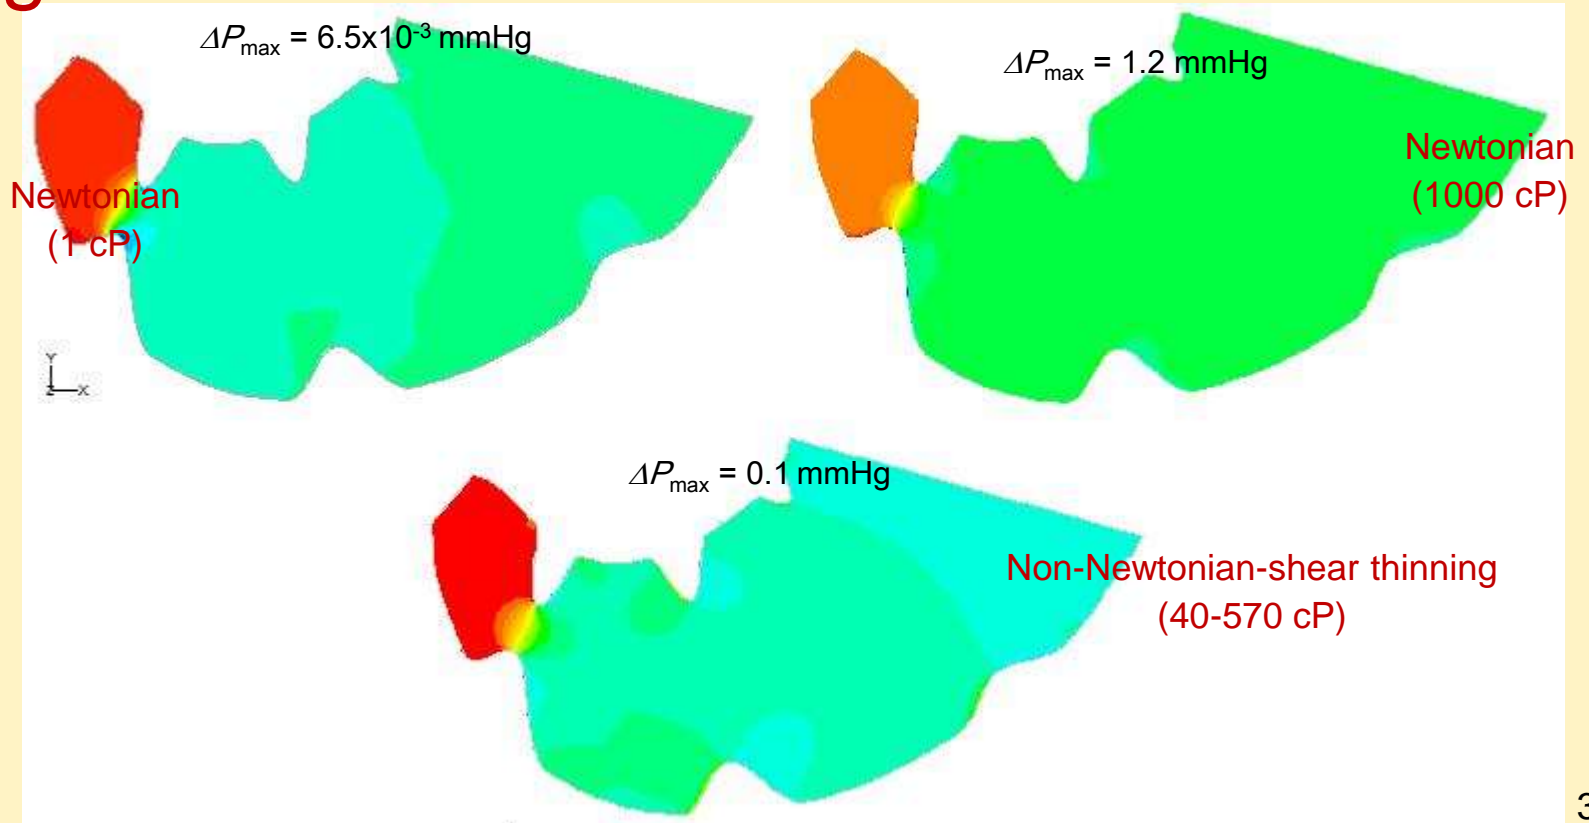 g
ΔPmax = 6.5x10-3 mmHg
ΔPmax = 1.2 mmHg
Newtonian
(1 cP)
Newtonian
(1000 cP)
Y
Z X
ΔPmax = 0.1 mmHg
Non-Newtonian-shear thinning
(40-570 cP)
3